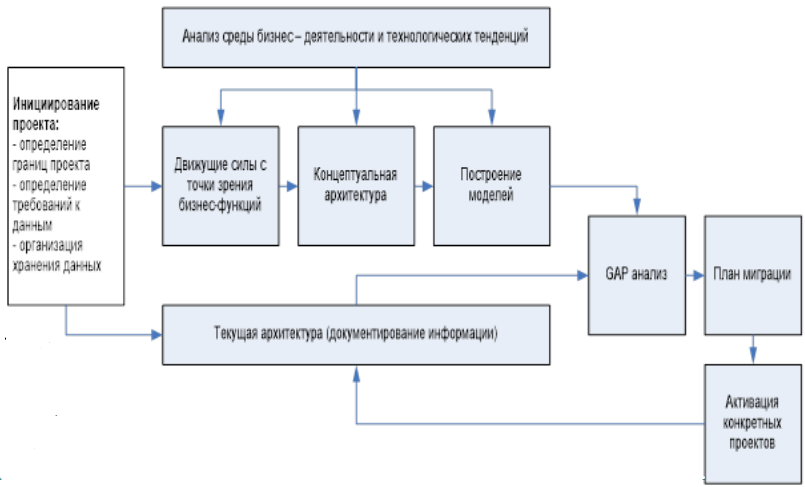 Анализ среды бизнес – деятельности и технологических тенденций
Инициирование
проекта:
- определение
границ проекта
- определение
требований к
данным
- организация
хранения данных
Движущие силы с
точки зрения
бизнес-функций
Концептуальная
архитектура
Построение
моделей
GAP анализ
План миграции
Текущая архитектура (документирование информации)
Активация
конкретных
проектов